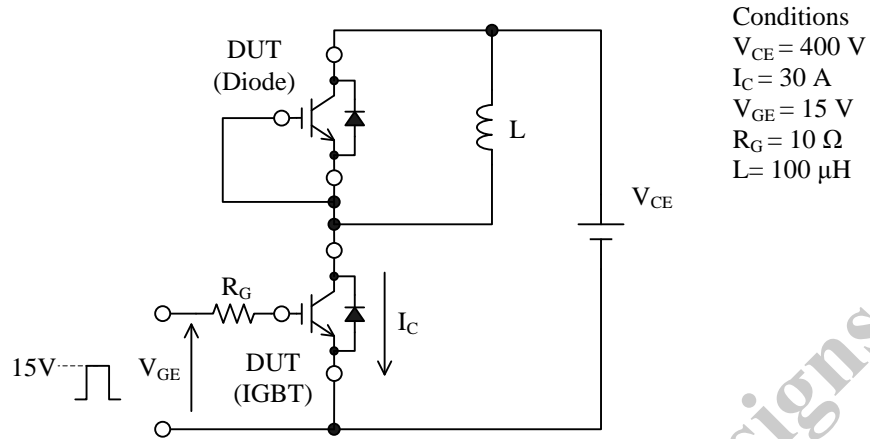 Conditions
V_CE = 400 V
I_C = 30 A
V_GE = 15 V
R_G = 10 Ω
L= 100 μH
DUT
(Diode)
L
V_CE
R_G
I_C
15V
V_GE
DUT
(IGBT)
signs